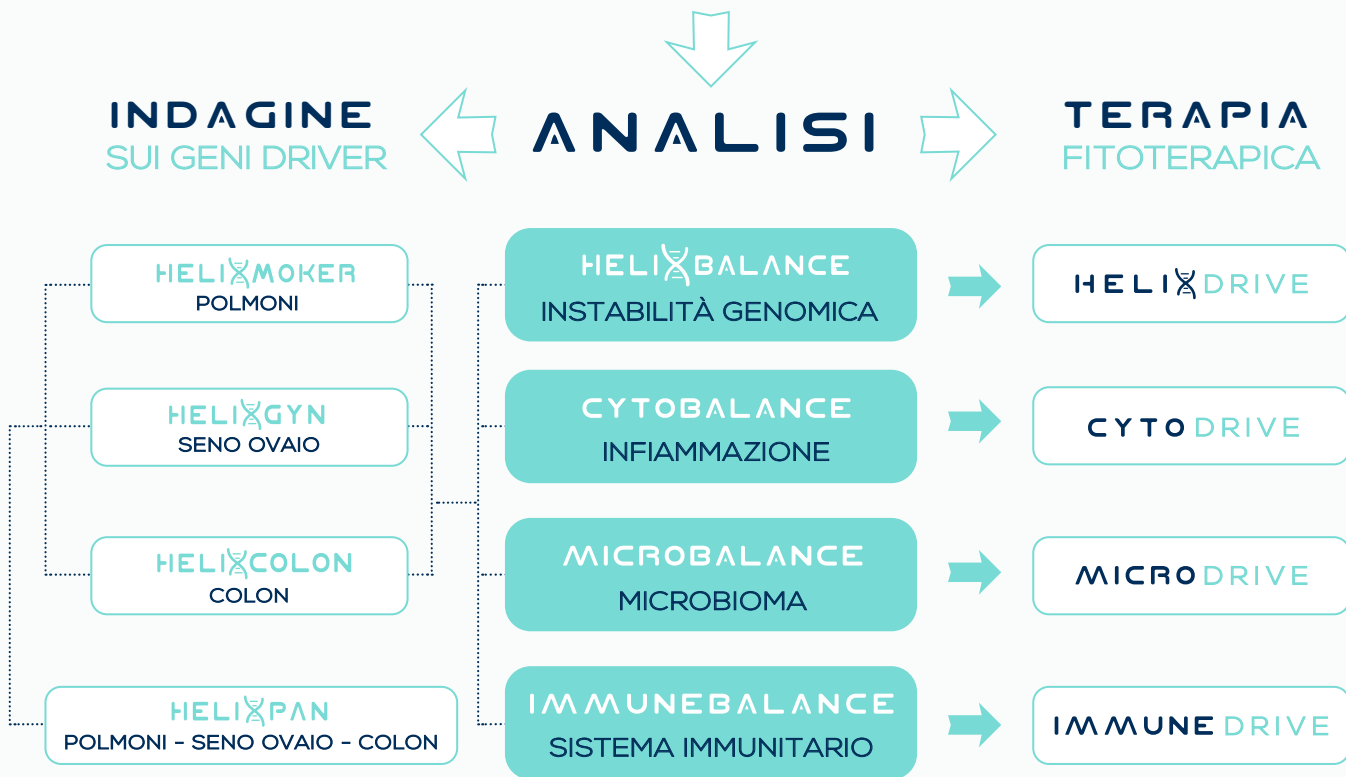 INDAGINE
SUI GENI DRIVER
ANALISI
TERAPIA
FITOTERAPICA
HELIXMOKER
POLMONI
HELIXGYN
SENO OVAIO
HELIXCOLON
COLON
HELIXPAN
POLMONI - SENO OVAIO - COLON
HELIXBALANCE
INSTABILITÀ GENOMICA
CYTOBALANCE
INFIAMMAZIONE
MICROBALANCE
MICROBIOMA
IMMUNEBALANCE
SISTEMA IMMUNITARIO
HELIXDRIVE
CYTODRIVE
MICRODRIVE
IMMUNEDRIVE